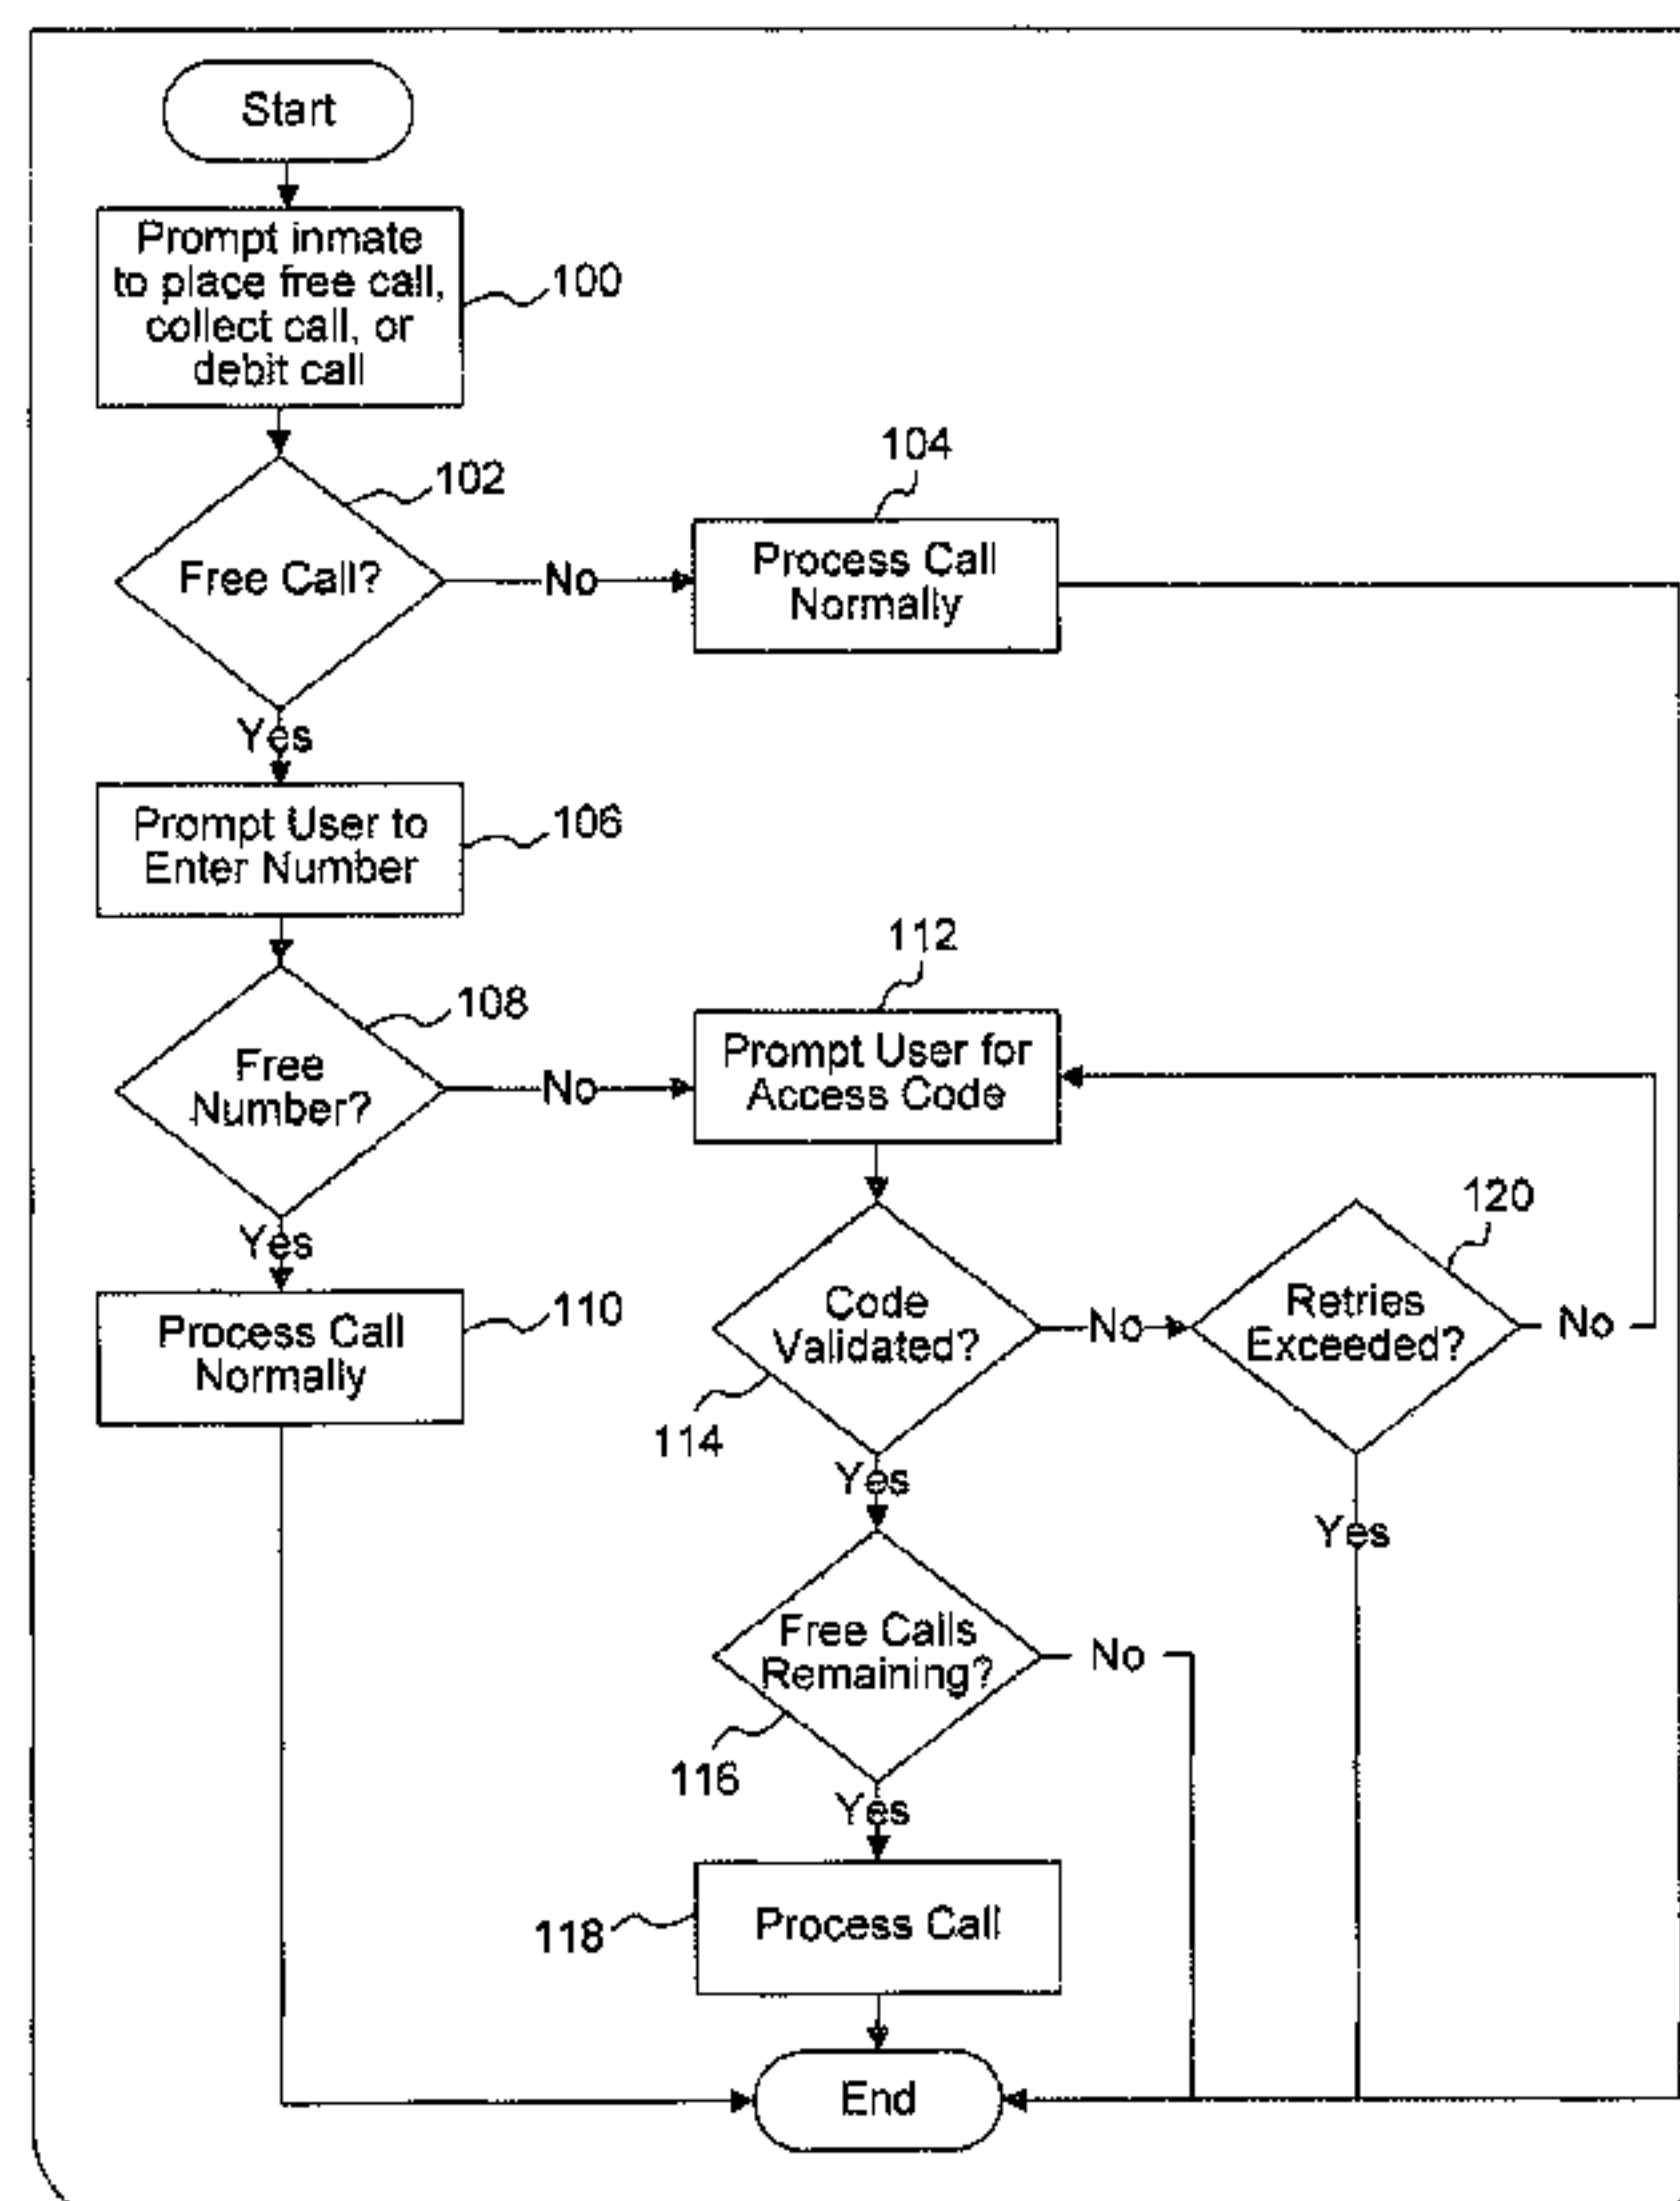 Start
Prompt inmate
to place free call,
collect call, or
debit call
100
102
Free Call?
No
104
Process Call
Normally
Yes
Prompt User to
Enter Number
106
108
Free
Number?
No
112
Prompt User for
Access Code
Yes
Process Call
Normally
110
Code
Validated?
114
No
120
Retries
Exceeded?
No
Yes
Yes
Free Calls
Remaining?
116
No
Yes
118
Process Call
End